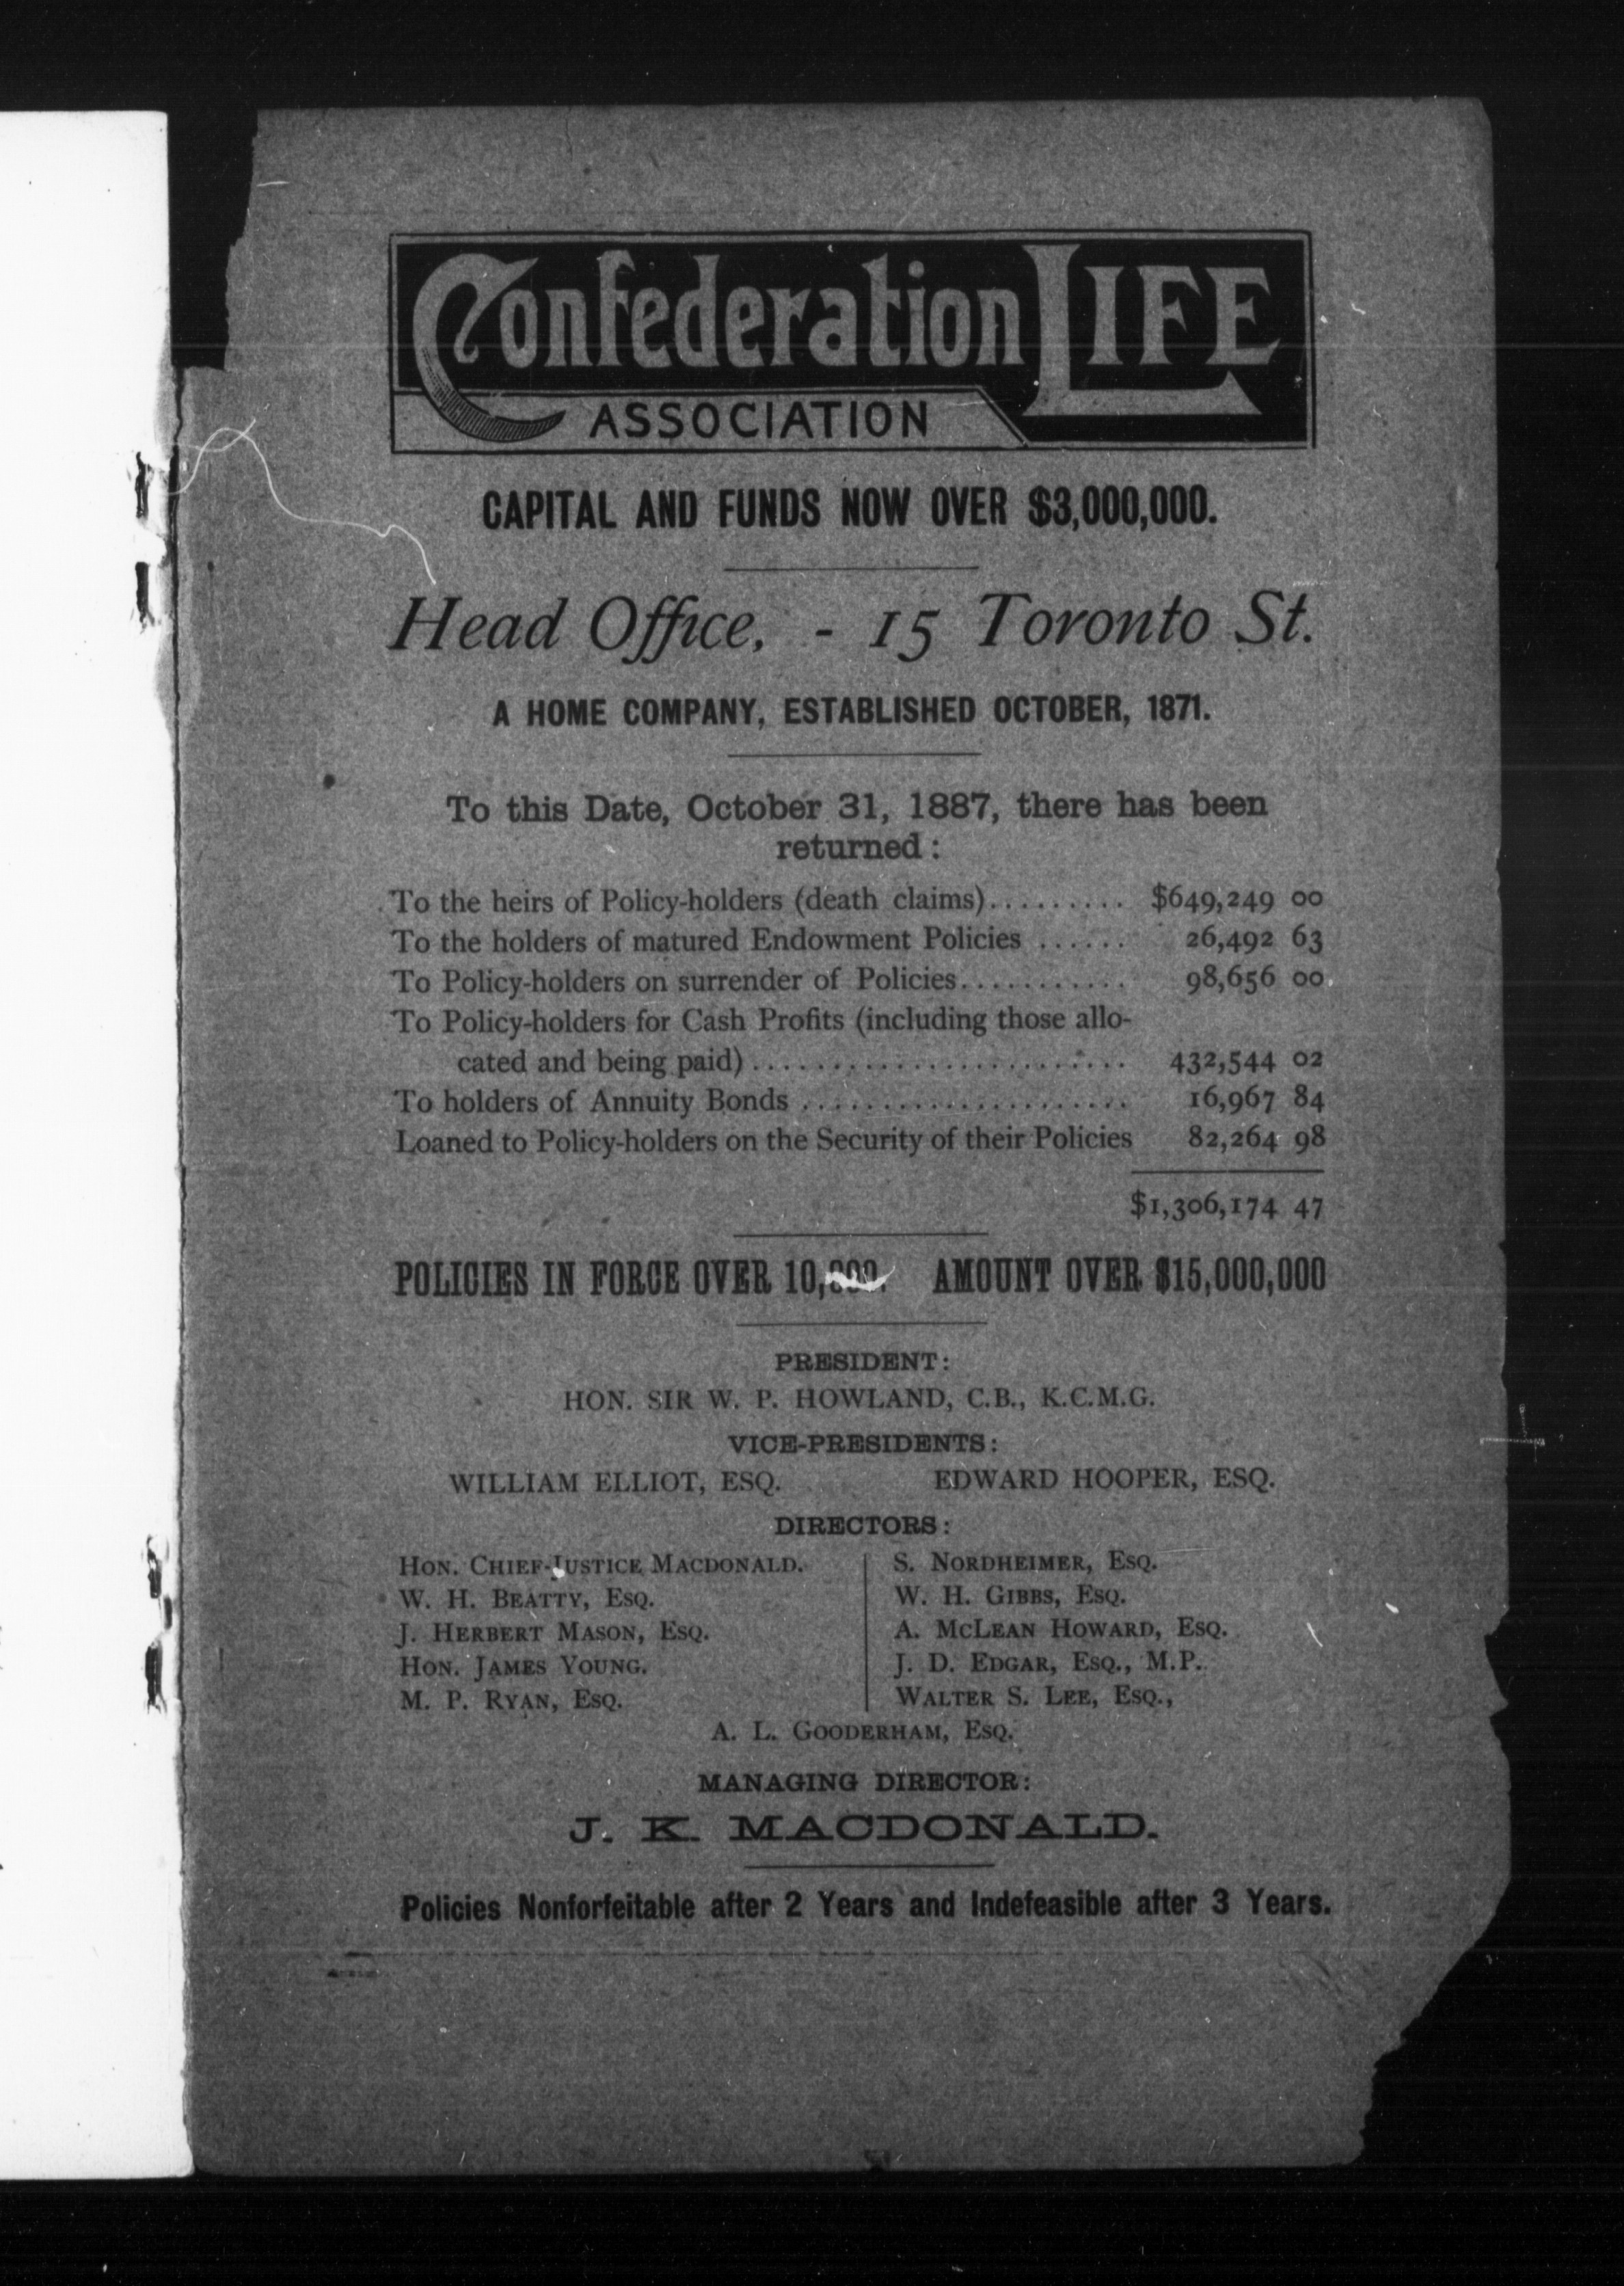 Confederation LIFE
ASSOCIATION
CAPITAL AND FUNDS NOW OVER $3,000,000.
Head Office, - 15 Toronto St.
A HOME COMPANY, ESTABLISHED OCTOBER, 1871.
To this Date, October 31, 1887, there has been
returned:
To the heirs of Policy-holders (death claims)......... $649,249 00
To the holders of matured Endowment Policies ...... 26,492 63
To Policy-holders on surrender of Policies........... 98,656 00
To Policy-holders for Cash Profits (including those allo-
cated and being paid) ........................ 432,544 02
To holders of Annuity Bonds ..................... 16,967 84
Loaned to Policy-holders on the Security of their Policies 82,264 98
$1,306,174 47
POLICIES IN FORCE OVER 10,000. AMOUNT OVER $15,000,000
PRESIDENT:
HON. SIR W. P. HOWLAND, C.B., K.C.M.G.
VICE-PRESIDENTS:
WILLIAM ELLIOT, ESQ. EDWARD HOOPER, ESQ.
DIRECTORS:
HON. CHIEF-JUSTICE MACDONALD.
W. H. BEATTY, ESQ.
J. HERBERT MASON, ESQ.
HON. JAMES YOUNG.
M. P. RYAN, ESQ.
S. NORDHEIMER, ESQ.
W. H. GIBBS, ESQ.
A. MCLEAN HOWARD, ESQ.
J. D. EDGAR, ESQ., M.P.
WALTER S. LEE, ESQ.,
A. L. GOODERHAM, ESQ.
MANAGING DIRECTOR:
J. K. MACDONALD.
Policies Nonforfeitable after 2 Years and Indefeasible after 3 Years.